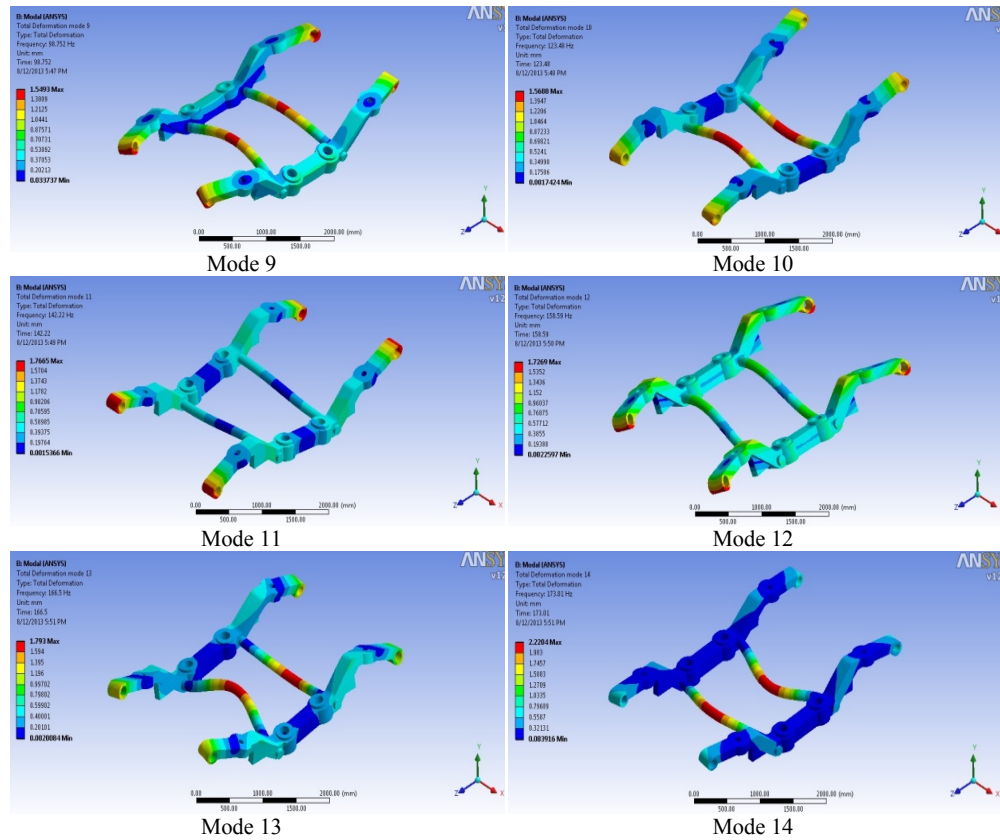 B: Modal (ANSYS)
Total Deformation mode 9
Type: Total Deformation
Frequency: 98.752 Hz
Unit: mm
Time: 98.752
8/12/2013 5:47 PM
1.5493 Max
1.3809
1.2125
1.0441
0.87571
0.70731
0.53892
0.37053
0.20213
0.033737 Min
ANS
0.00 1000.00 2000.00 (mm)
500.00 1500.00
Y
Z
Mode 9
B: Modal (ANSYS)
Total Deformation mode 10
Type: Total Deformation
Frequency: 123.48 Hz
Unit: mm
Time: 123.48
8/12/2013 5:48 PM
1.5688 Max
1.3947
1.2206
1.0464
0.87233
0.69821
0.5241
0.34998
0.17586
0.0017424 Min
ANS
0.00 1000.00 2000.00 (mm)
500.00 1500.00
Y
Z X
Mode 10
B: Modal (ANSYS)
Total Deformation mode 11
Type: Total Deformation
Frequency: 142.22 Hz
Unit: mm
Time: 142.22
8/12/2013 5:49 PM
1.7665 Max
1.5704
1.3743
1.1782
0.98206
0.78595
0.58985
0.39375
0.19764
0.0015366 Min
ANSY
v12
0.00 1000.00 2000.00 (mm)
500.00 1500.00
Y
Z X
Mode 11
B: Modal (ANSYS)
Total Deformation mode 12
Type: Total Deformation
Frequency: 158.59 Hz
Unit: mm
Time: 158.59
8/12/2013 5:50 PM
1.7269 Max
1.5352
1.3436
1.152
0.96037
0.76875
0.57712
0.3855
0.19388
0.0022597 Min
ANSY
v12
0.00 1000.00 2000.00 (mm)
500.00 1500.00
Y
Z X
Mode 12
B: Modal (ANSYS)
Total Deformation mode 13
Type: Total Deformation
Frequency: 166.5 Hz
Unit: mm
Time: 166.5
8/12/2013 5:51 PM
1.793 Max
1.594
1.395
1.196
0.99702
0.79802
0.59902
0.40001
0.20101
0.0020084 Min
ANSY
v12
0.00 1000.00 2000.00 (mm)
500.00 1500.00
Y
Z X
Mode 13
B: Modal (ANSYS)
Total Deformation mode 14
Type: Total Deformation
Frequency: 173.01 Hz
Unit: mm
Time: 173.01
8/12/2013 5:51 PM
2.2204 Max
1.983
1.7457
1.5083
1.2709
1.0335
0.79609
0.5587
0.32131
0.083916 Min
ANSY
v12
0.00 1000.00 2000.00 (mm)
500.00 1500.00
Y
Z X
Mode 14